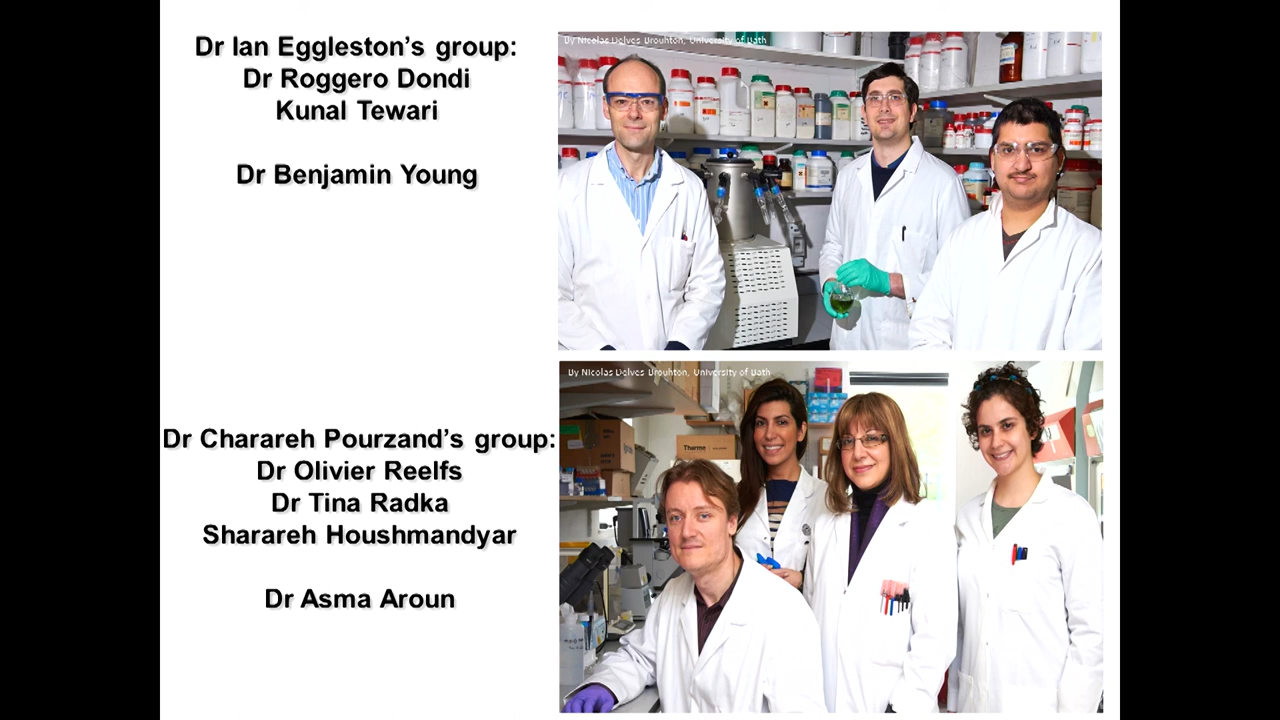 Dr Ian Eggleston's group:
Dr Roggero Dondi
Kunal Tewari
Dr Benjamin Young
By Nicolas Delves-Brouhton, University of Bath
Dr Charareh Pourzand's group:
Dr Olivier Reelfs
Dr Tina Radka
Sharareh Houshmandyar
Dr Asma Aroun
By Nicolas Delves-Brouhton, University of Bath
Thermo